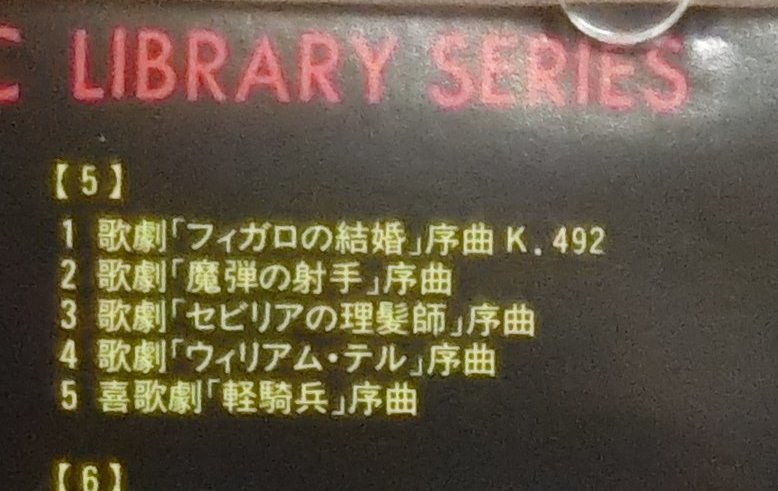 C LIBRARY SERIES
【5】
1 歌劇「フィガロの結婚」序曲 K.492
2 歌劇「魔弾の射手」序曲
3 歌劇「セビリアの理髪師」序曲
4 歌劇「ウィリアム・テル」序曲
5 喜歌劇「軽騎兵」序曲
【6】